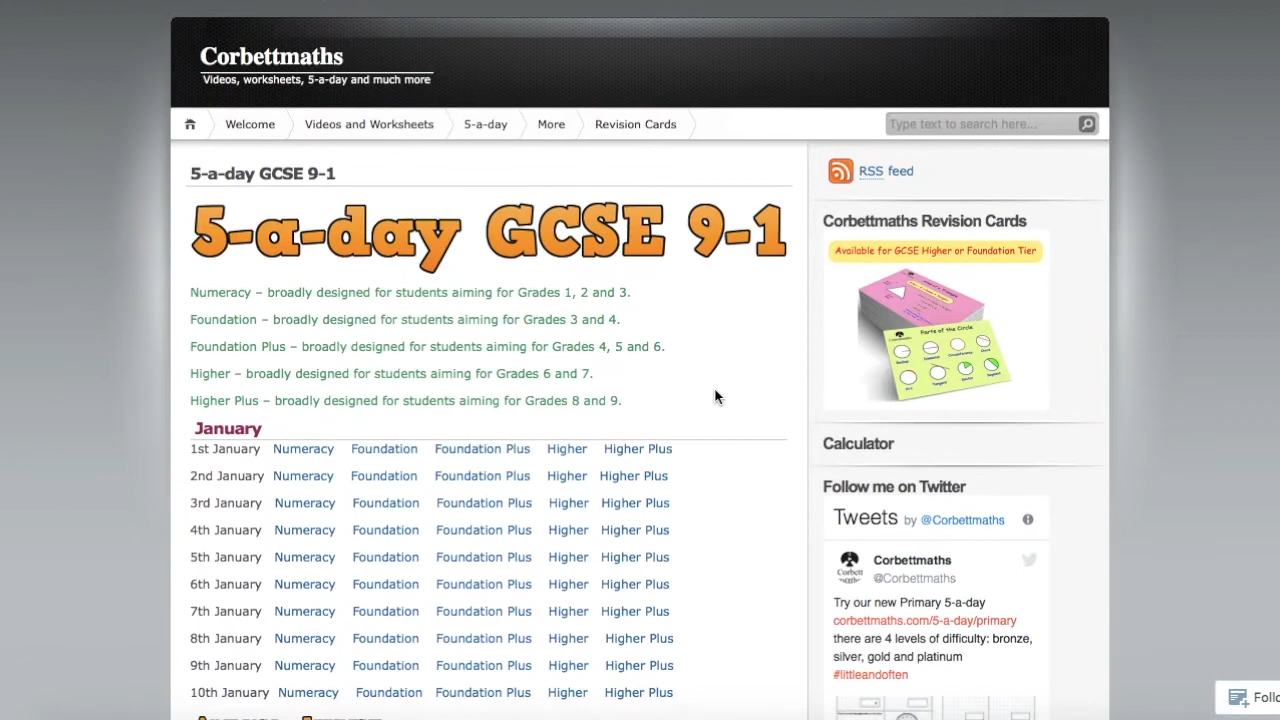 Corbettmaths
Videos, worksheets, 5-a-day and much more
Welcome
Videos and Worksheets
5-a-day
More
Revision Cards
Type text to search here...
5-a-day GCSE 9-1
5-a-day GCSE 9-1
Numeracy – broadly designed for students aiming for Grades 1, 2 and 3.
Foundation – broadly designed for students aiming for Grades 3 and 4.
Foundation Plus – broadly designed for students aiming for Grades 4, 5 and 6.
Higher – broadly designed for students aiming for Grades 6 and 7.
Higher Plus – broadly designed for students aiming for Grades 8 and 9.
January
1st January Numeracy Foundation Foundation Plus Higher Higher Plus
2nd January Numeracy Foundation Foundation Plus Higher Higher Plus
3rd January Numeracy Foundation Foundation Plus Higher Higher Plus
4th January Numeracy Foundation Foundation Plus Higher Higher Plus
5th January Numeracy Foundation Foundation Plus Higher Higher Plus
6th January Numeracy Foundation Foundation Plus Higher Higher Plus
7th January Numeracy Foundation Foundation Plus Higher Higher Plus
8th January Numeracy Foundation Foundation Plus Higher Higher Plus
9th January Numeracy Foundation Foundation Plus Higher Higher Plus
10th January Numeracy Foundation Foundation Plus Higher Higher Plus
RSS feed
Corbettmaths Revision Cards
Available for GCSE Higher or Foundation Tier
Parts of the Circle
Calculator
Follow me on Twitter
Tweets by @Corbettmaths
Corbett
Corbettmaths
@Corbettmaths
Try our new Primary 5-a-day
corbettmaths.com/5-a-day/primary
there are 4 levels of difficulty: bronze,
silver, gold and platinum
#littleandoften